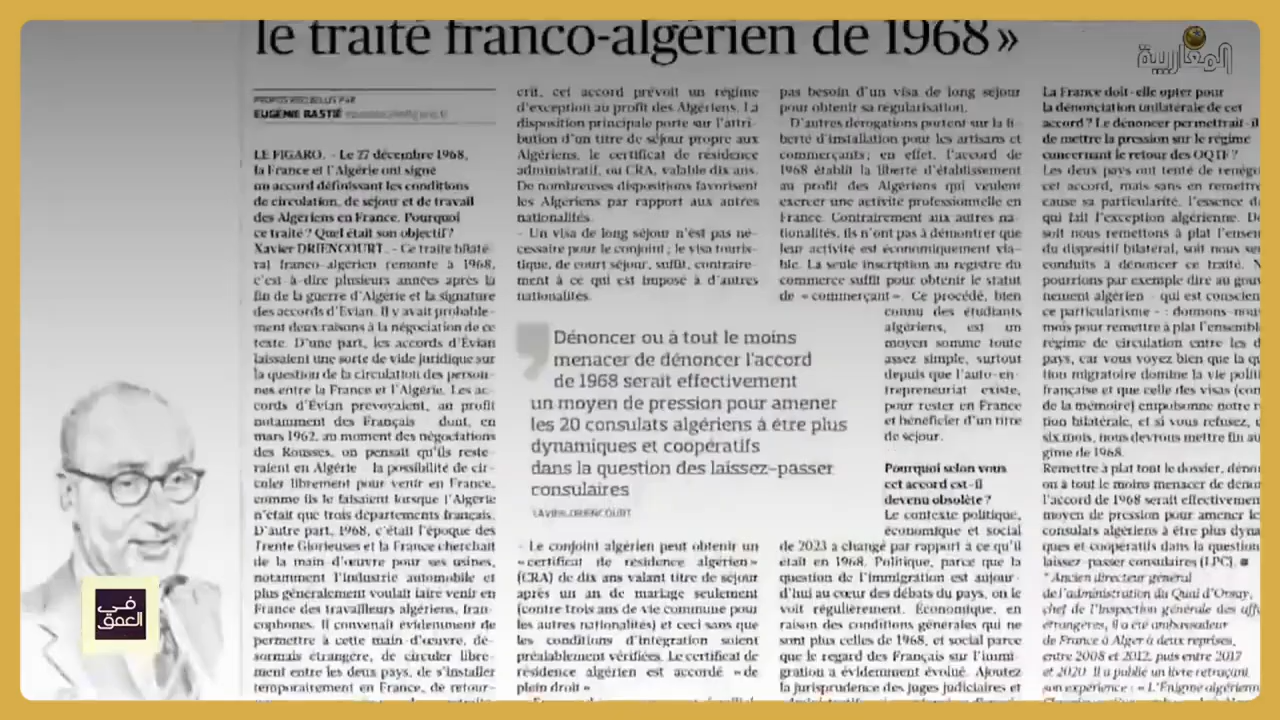 le traité franco-algérien de 1968»
المغاربية
PROPOS RECUEILLIS PAR
EUGÉNIE BASTIÉ
LE FIGARO. - Le 27 décembre 1968,
la France et l'Algérie ont signé
un accord définissant les conditions
de circulation, de séjour et de travail
des Algériens en France. Pourquoi
ce traité ? Quel était son objectif ?
Xavier DRIENCOURT. - Ce traité bilaté-
ral franco-algérien remonte à 1968,
c'est-à-dire plusieurs années après la
fin de la guerre d'Algérie et la signature
des accords d'Évian. Il y avait probable-
ment deux raisons à la négociation de ce
texte. D'une part, les accords d'Évian
laissaient une sorte de vide juridique sur
la question de la circulation des person-
nes entre la France et l'Algérie. Les ac-
cords d'Évian prévoyaient, au profit
notamment des Français dont, en
mars 1962, au moment des négociations
des Rousses, on pensait qu'ils reste-
raient en Algérie la possibilité de cir-
culer librement pour venir en France,
comme ils le faisaient lorsque l'Algérie
n'était que trois départements français.
D'autre part, 1968, c'était l'époque des
Trente Glorieuses et la France cherchait
de la main d'œuvre pour ses usines,
notamment l'industrie automobile et
plus généralement voulait faire venir en
France des travailleurs algériens, fran-
cophones. Il convenait évidemment de
permettre à cette main d'œuvre, dé-
sormais étrangère, de circuler libre-
ment entre les deux pays, de s'installer
temporairement en France, de retour-
crit, cet accord prévoit un régime
d'exception au profit des Algériens. La
disposition principale porte sur l'attri-
bution d'un titre de séjour propre aux
Algériens, le certificat de résidence
administratif, ou CRA, valable dix ans.
De nombreuses dispositions favorisent
les Algériens par rapport aux autres
nationalités.
- Un visa de long séjour n'est pas né-
cessaire pour le conjoint ; le visa touris-
tique, de court séjour, suffit, contraire-
ment à ce qui est imposé à d'autres
nationalités.
Dénoncer ou à tout le moins
menacer de dénoncer l'accord
de 1968 serait effectivement
un moyen de pression pour amener
les 20 consulats algériens à être plus
dynamiques et coopératifs
dans la question des laissez-passer
consulaires
XAVIER DRIENCOURT
- Le conjoint algérien peut obtenir un
« certificat de résidence algérien »
(CRA) de dix ans valant titre de séjour
après un an de mariage seulement
(contre trois ans de vie commune pour
les autres nationalités) et ceci sans que
les conditions d'intégration soient
préalablement vérifiées. Le certificat de
résidence algérien est accordé « de
plein droit »
pas besoin d'un visa de long séjour
pour obtenir sa régularisation.
D'autres dérogations portent sur la li-
berté d'installation pour les artisans et
commerçants ; en effet, l'accord de
1968 établit la liberté d'établissement
au profit des Algériens qui veulent
exercer une activité professionnelle en
France. Contrairement aux autres na-
tionalités, ils n'ont pas à démontrer que
leur activité est économiquement via-
ble. La seule inscription au registre du
commerce suffit pour obtenir le statut
de « commerçant ». Ce procédé, bien
connu des étudiants
algériens, est un
moyen somme toute
assez simple, surtout
depuis que l'auto-en-
trepreneuriat existe,
pour rester en France
et bénéficier d'un titre
de séjour.
Pourquoi selon vous
cet accord est-il
devenu obsolète ?
Le contexte politique,
économique et social
de 2023 a changé par rapport à ce qu'il
était en 1968. Politique, parce que la
question de l'immigration est aujour-
d'hui au cœur des débats du pays, on le
voit régulièrement. Économique, en
raison des conditions générales qui ne
sont plus celles de 1968, et social parce
que le regard des Français sur l'immi-
gration a évidemment évolué. Ajoutez
la jurisprudence des juges judiciaires et
La France doit-elle opter pour
la dénonciation unilatérale de cet
accord ? Le dénoncer permettrait-il
de mettre la pression sur le régime
concernant le retour des OQTF ?
Les deux pays ont tenté de renégo
cet accord, mais sans en remettre
cause sa particularité, l'essence d
qui fait l'exception algérienne. D
soit nous remettons à plat l'ensem
du dispositif bilatéral, soit nous se
conduits à dénoncer ce traité. N
pourrions par exemple dire au gou
nement algérien - qui est conscien
ce particularisme - : donnons-nous
mois pour remettre à plat l'ensembl
régime de circulation entre les d
pays, car vous voyez bien que la q
tion migratoire domine la vie polit
française et que celle des visas (con
de la mémoire) empoisonne notre r
tion bilatérale, et si vous refusez, d
six mois, nous devrons mettre fin au
gime de 1968.
Remettre à plat tout le dossier, déno
ou à tout le moins menacer de dénon
l'accord de 1968 serait effectivement
moyen de pression pour amener le
consulats algériens à être plus dyna
ques et coopératifs dans la question
laissez-passer consulaires (LPC). ■
* Ancien directeur général
de l'administration du Quai d'Orsay,
chef de l'Inspection générale des affa
étrangères, il a été ambassadeur
de France à Alger à deux reprises,
entre 2008 et 2012, puis entre 2017
et 2020. Il a publié un livre retraçant
son expérience : « L'Énigme algérienn
في
العمق